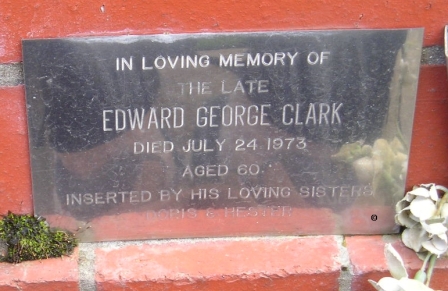 IN LOVING MEMORY OF
THE LATE
EDWARD GEORGE CLARK
DIED JULY 24 1973
AGED 60
INSERTED BY HIS LOVING SISTERS
DORIS & HESTER